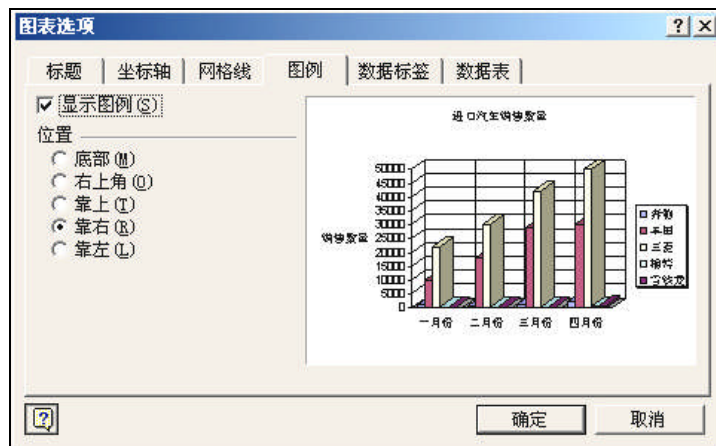 图表选项
标题 坐标轴 网格线 图例 数据标签 数据表
显示图例(S)
位置
底部(M)
右上角(O)
靠上(T)
靠右(R)
靠左(L)
进口汽车销售数量
销售数量
50000
45000
40000
35000
30000
25000
20000
15000
10000
5000
0
一月份 二月份 三月份 四月份
奔驰
丰田
三菱
雪铁龙
确定 取消